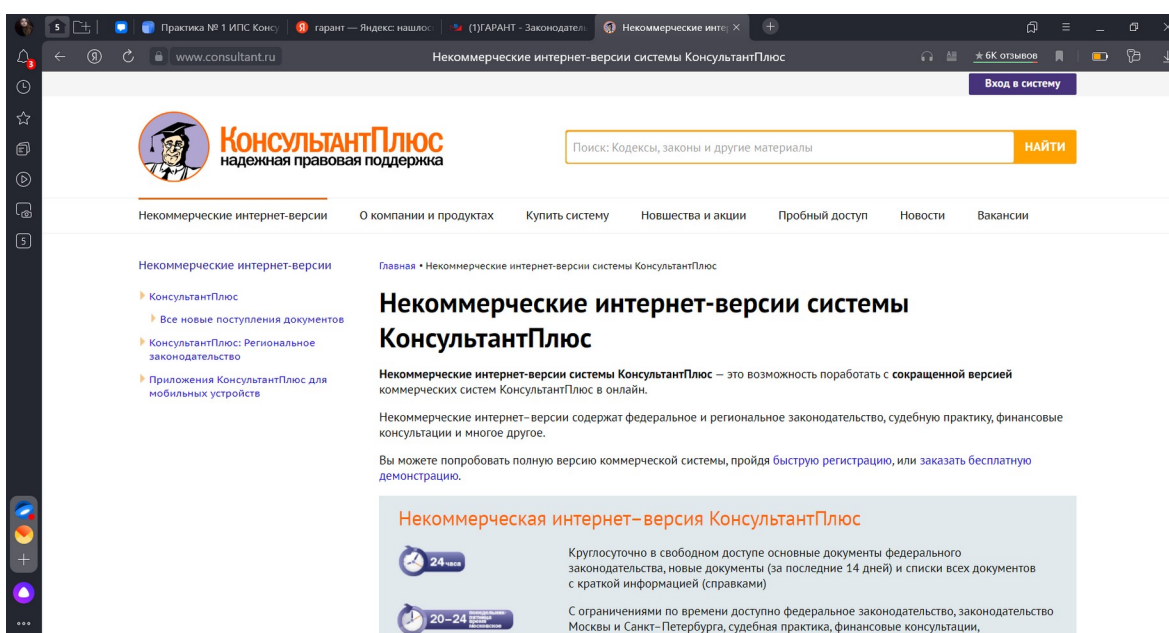 5
Практика № 1 ИПС Консу
гарант — Яндекс: нашлос
(1)ГАРАНТ - Законодател
Некоммерческие интер
3
www.consultant.ru
Некоммерческие интернет-версии системы КонсультантПлюс
6К отзывов
Вход в систему
КонсультантПлюс
надежная правовая поддержка
Поиск: Кодексы, законы и другие материалы
НАЙТИ
5
Некоммерческие интернет-версии
О компании и продуктах
Купить систему
Новшества и акции
Пробный доступ
Новости
Вакансии
Некоммерческие интернет-версии
КонсультантПлюс
Все новые поступления документов
КонсультантПлюс: Региональное
законодательство
Приложения КонсультантПлюс для
мобильных устройств
Главная • Некоммерческие интернет-версии системы КонсультантПлюс
Некоммерческие интернет-версии системы
КонсультантПлюс
Некоммерческие интернет-версии системы КонсультантПлюс — это возможность поработать с сокращенной версией
коммерческих систем КонсультантПлюс в онлайн.
Некоммерческие интернет–версии содержат федеральное и региональное законодательство, судебную практику, финансовые
консультации и многое другое.
Вы можете попробовать полную версию коммерческой системы, пройдя быструю регистрацию, или заказать бесплатную
демонстрацию.
Некоммерческая интернет–версия КонсультантПлюс
24 часа
Круглосуточно в свободном доступе основные документы федерального
законодательства, новые документы (за последние 14 дней) и списки всех документов
с краткой информацией (справками)
20–24
С ограничениями по времени доступно федеральное законодательство, законодательство
Москвы и Санкт–Петербурга, судебная практика, финансовые консультации,